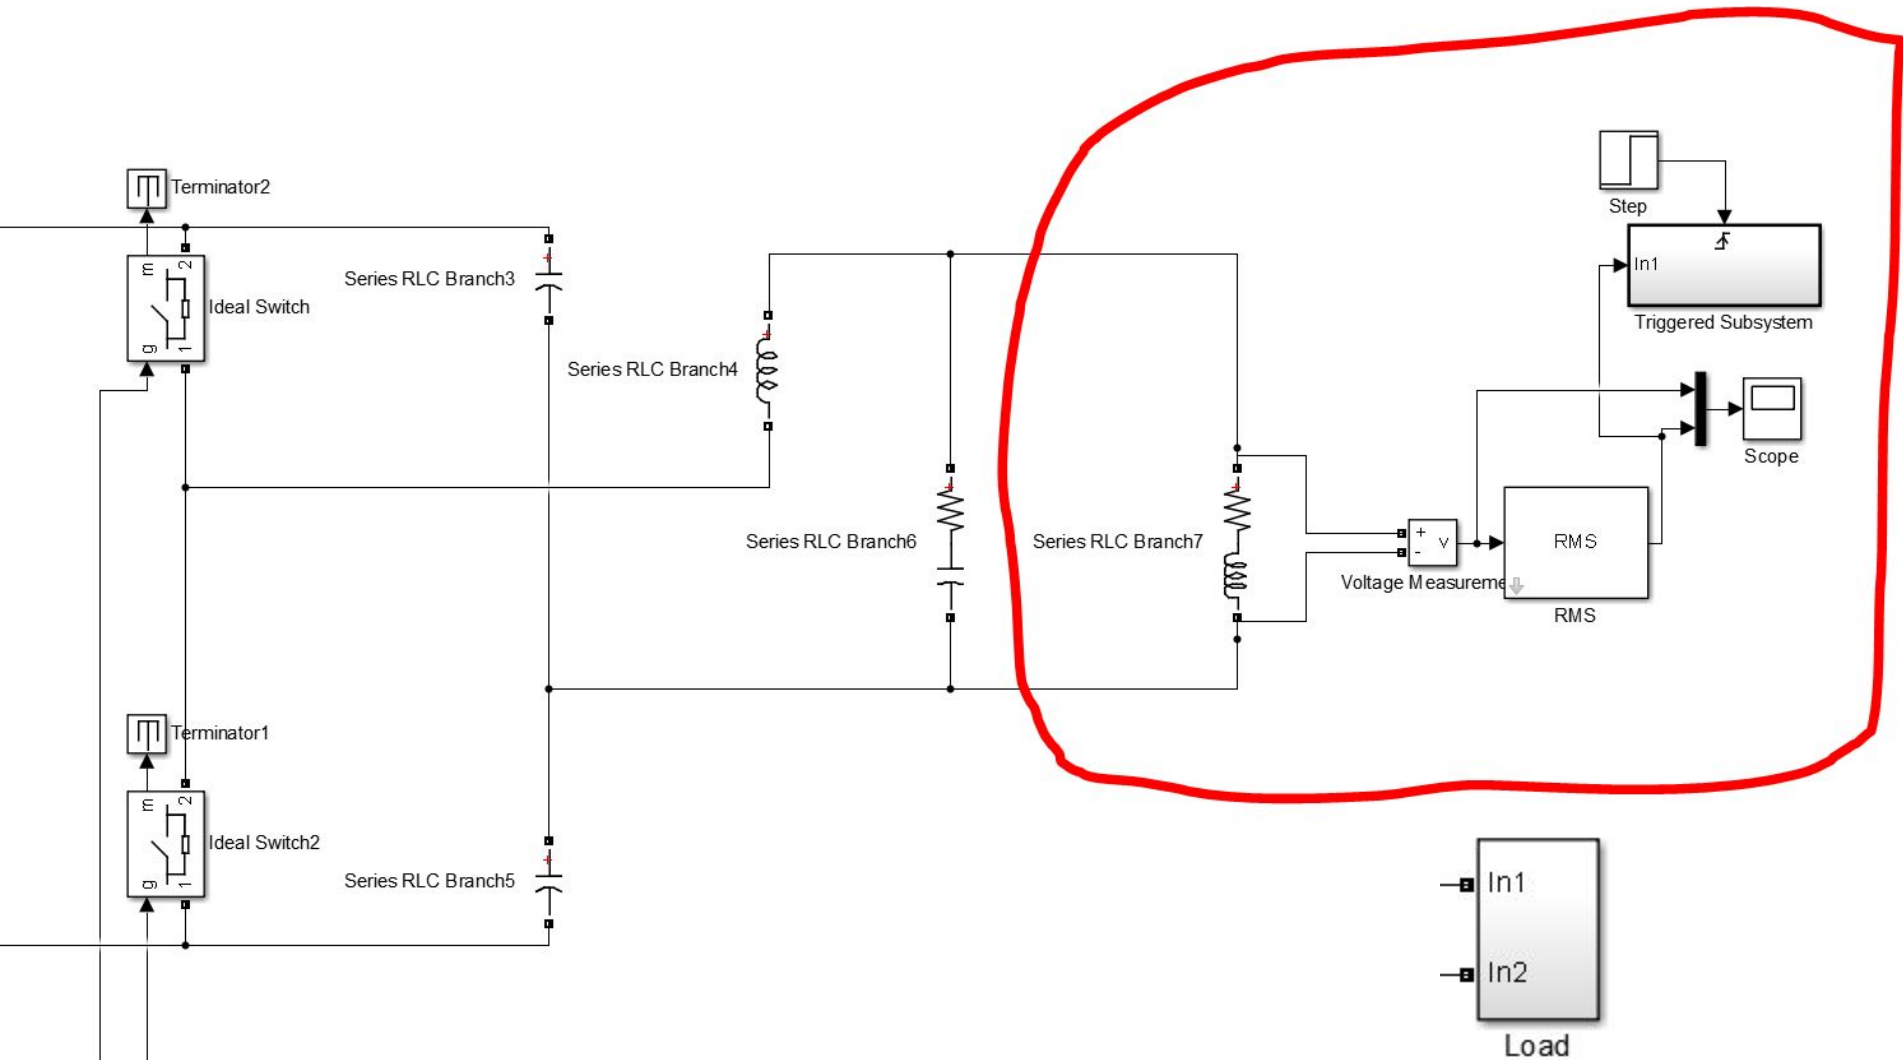 Step
In1
Triggered Subsystem
Terminator2
m
2
Ideal Switch
g
1
Series RLC Branch3
Series RLC Branch4
Scope
Series RLC Branch6
Series RLC Branch7
+
-
v
Voltage Measureme
RMS
RMS
Terminator1
m
2
Ideal Switch2
g
1
Series RLC Branch5
In1
In2
Load